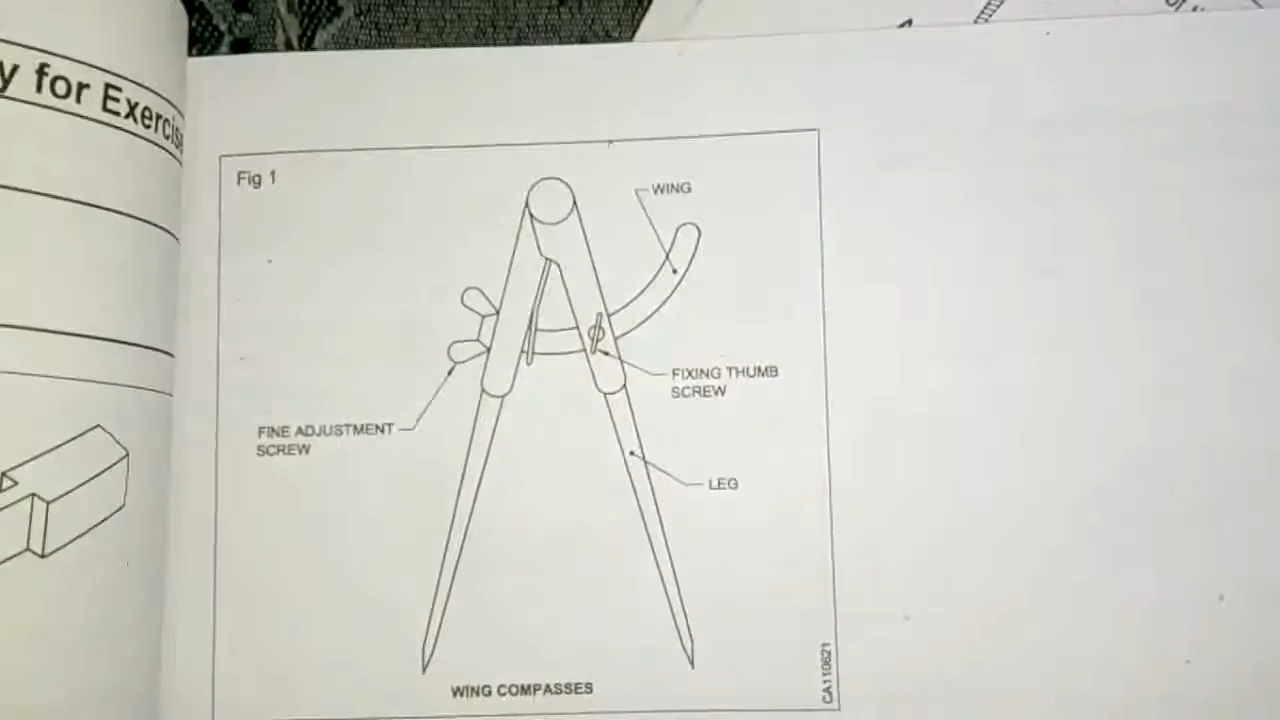 y for Exercis
Fig 1
WING
FIXING THUMB
SCREW
FINE ADJUSTMENT
SCREW
LEG
WING COMPASSES
CA110621